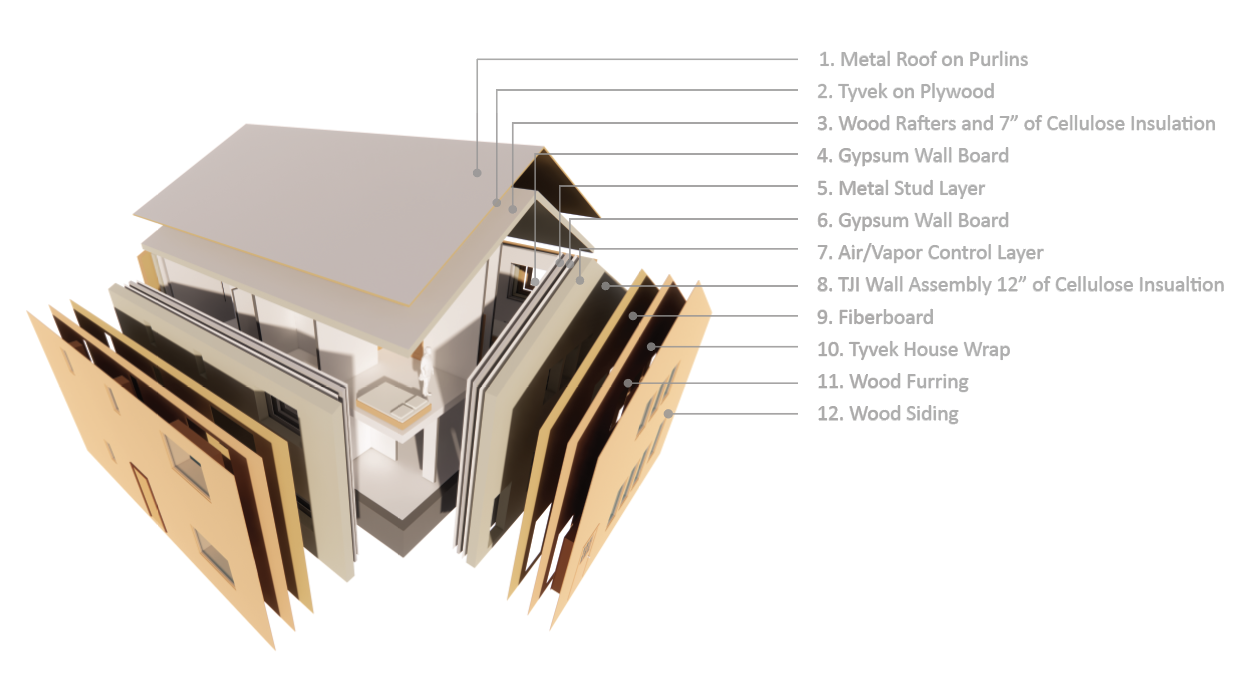 1. Metal Roof on Purlins
2. Tyvek on Plywood
3. Wood Rafters and 7” of Cellulose Insulation
4. Gypsum Wall Board
5. Metal Stud Layer
6. Gypsum Wall Board
7. Air/Vapor Control Layer
8. TJI Wall Assembly 12” of Cellulose Insualtion
9. Fiberboard
10. Tyvek House Wrap
11. Wood Furring
12. Wood Siding